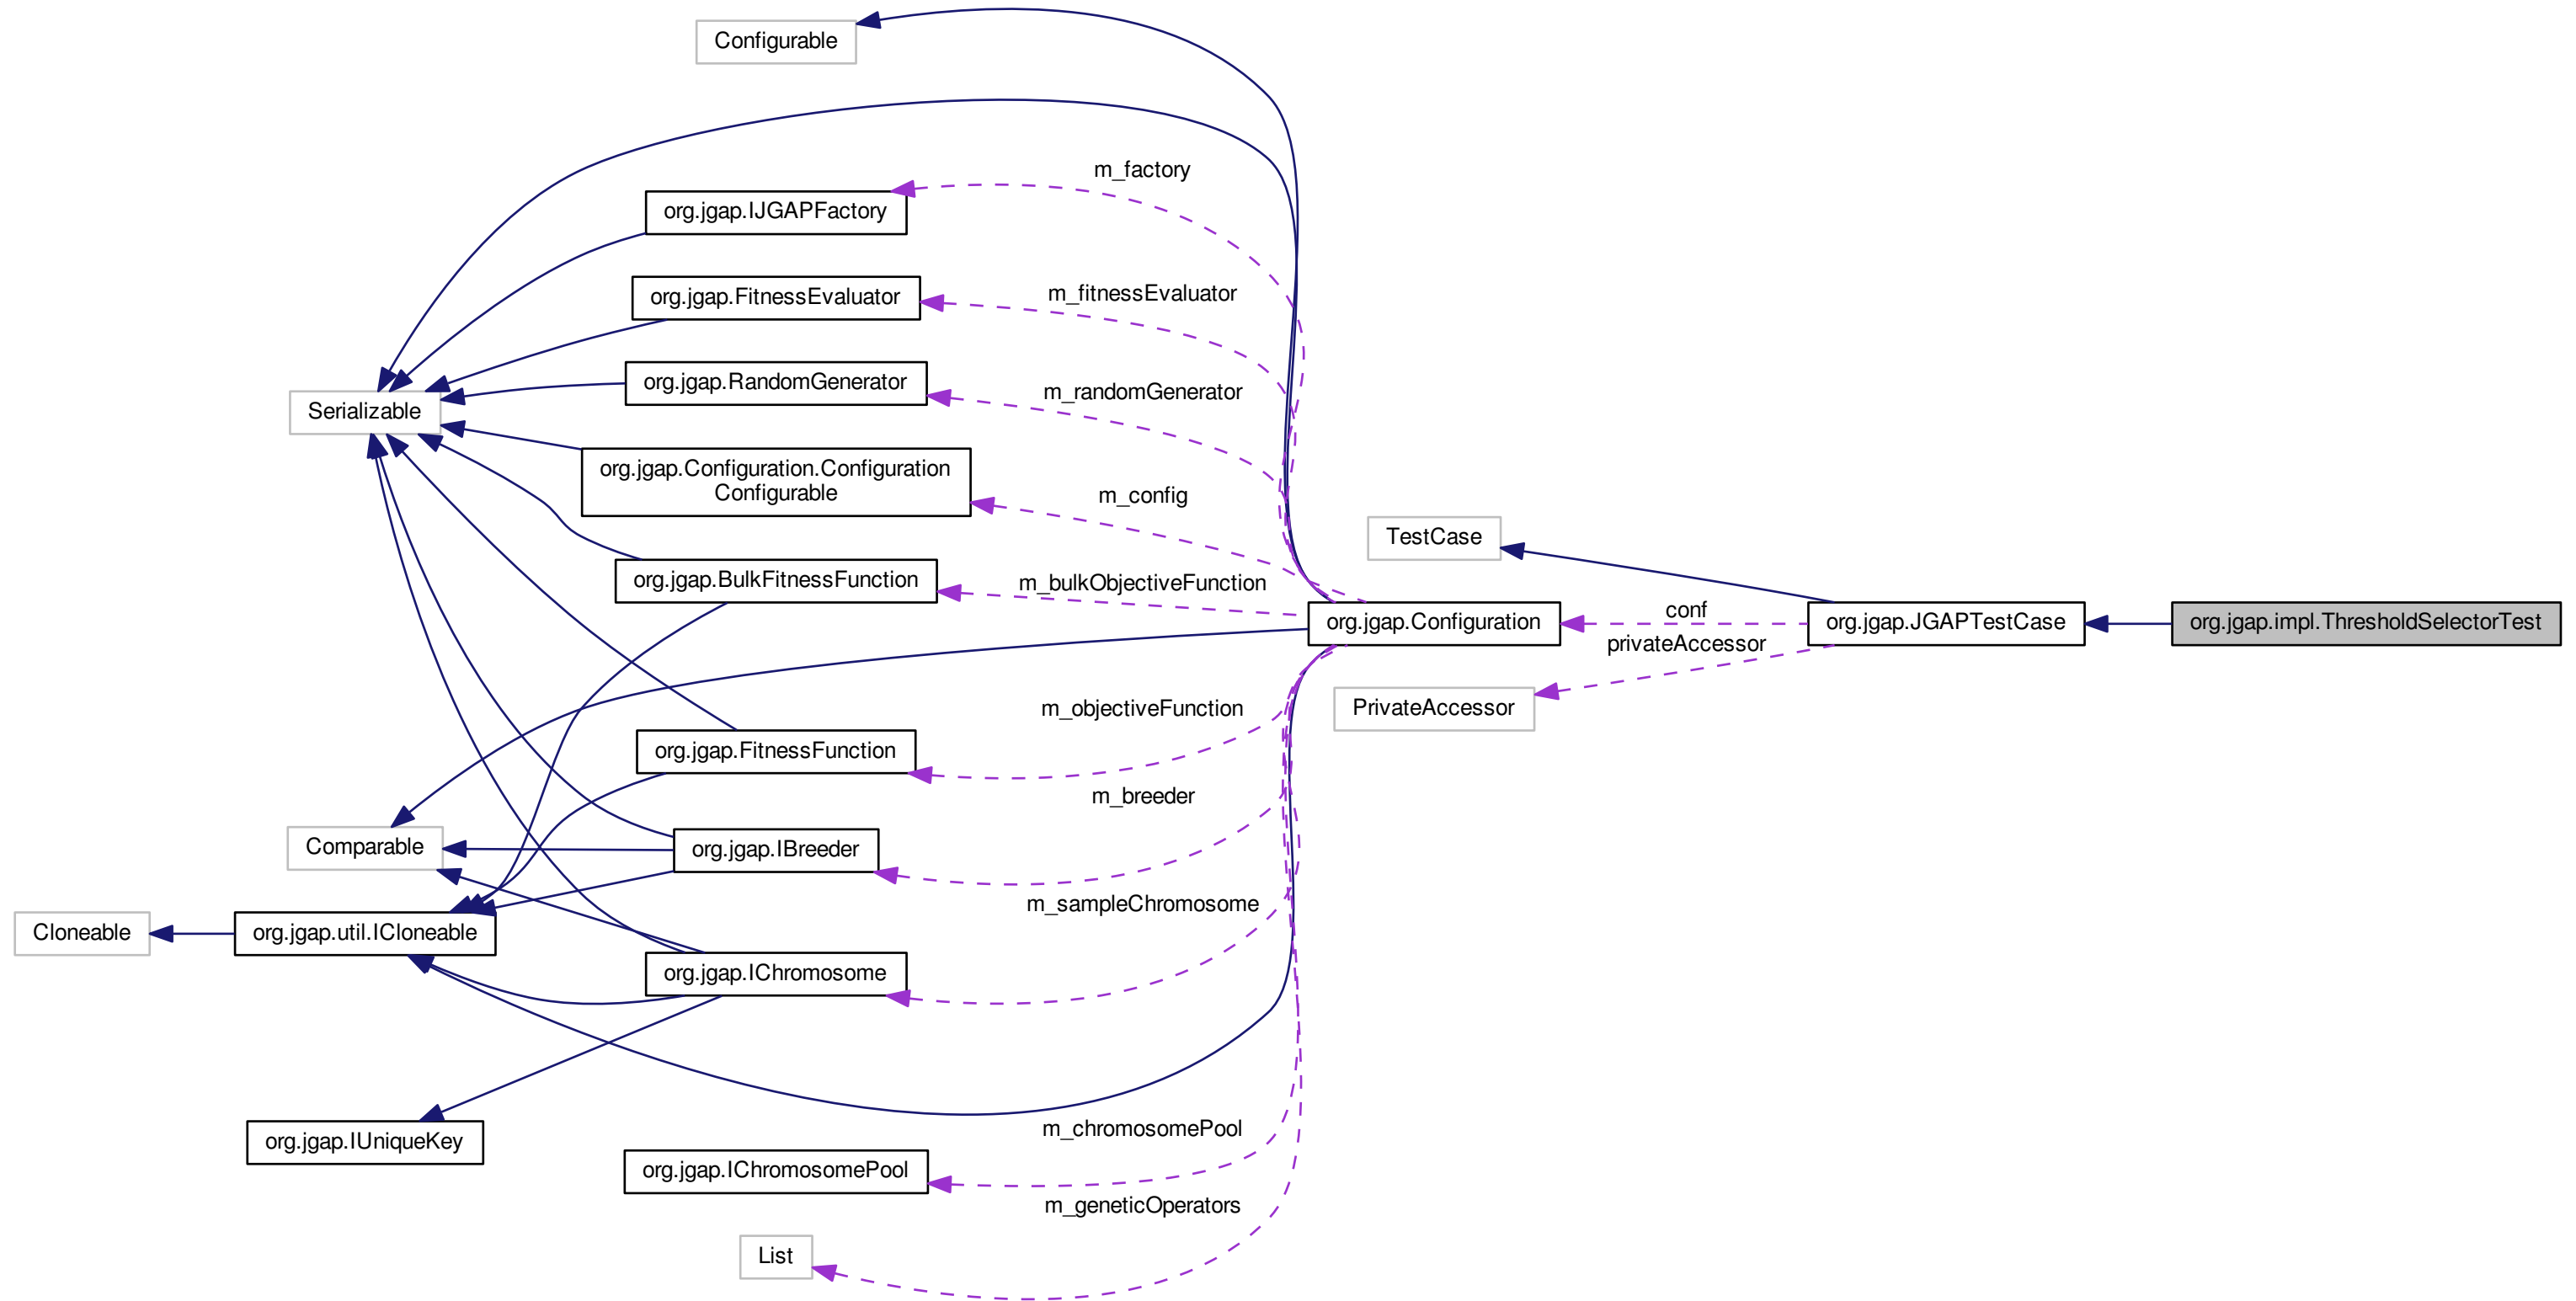 Configurable
m_factory
org.jgap.IJGAPFactory
m_fitnessEvaluator
org.jgap.FitnessEvaluator
m_randomGenerator
org.jgap.RandomGenerator
Serializable
org.jgap.Configuration.Configuration
Configurable
m_config
TestCase
org.jgap.BulkFitnessFunction
m_bulkObjectiveFunction
org.jgap.Configuration
conf
org.jgap.JGAPTestCase
org.jgap.impl.ThresholdSelectorTest
privateAccessor
PrivateAccessor
m_objectiveFunction
org.jgap.FitnessFunction
m_breeder
Comparable
org.jgap.IBreeder
m_sampleChromosome
Cloneable
org.jgap.util.ICloneable
org.jgap.IChromosome
m_chromosomePool
org.jgap.IUniqueKey
org.jgap.IChromosomePool
m_geneticOperators
List